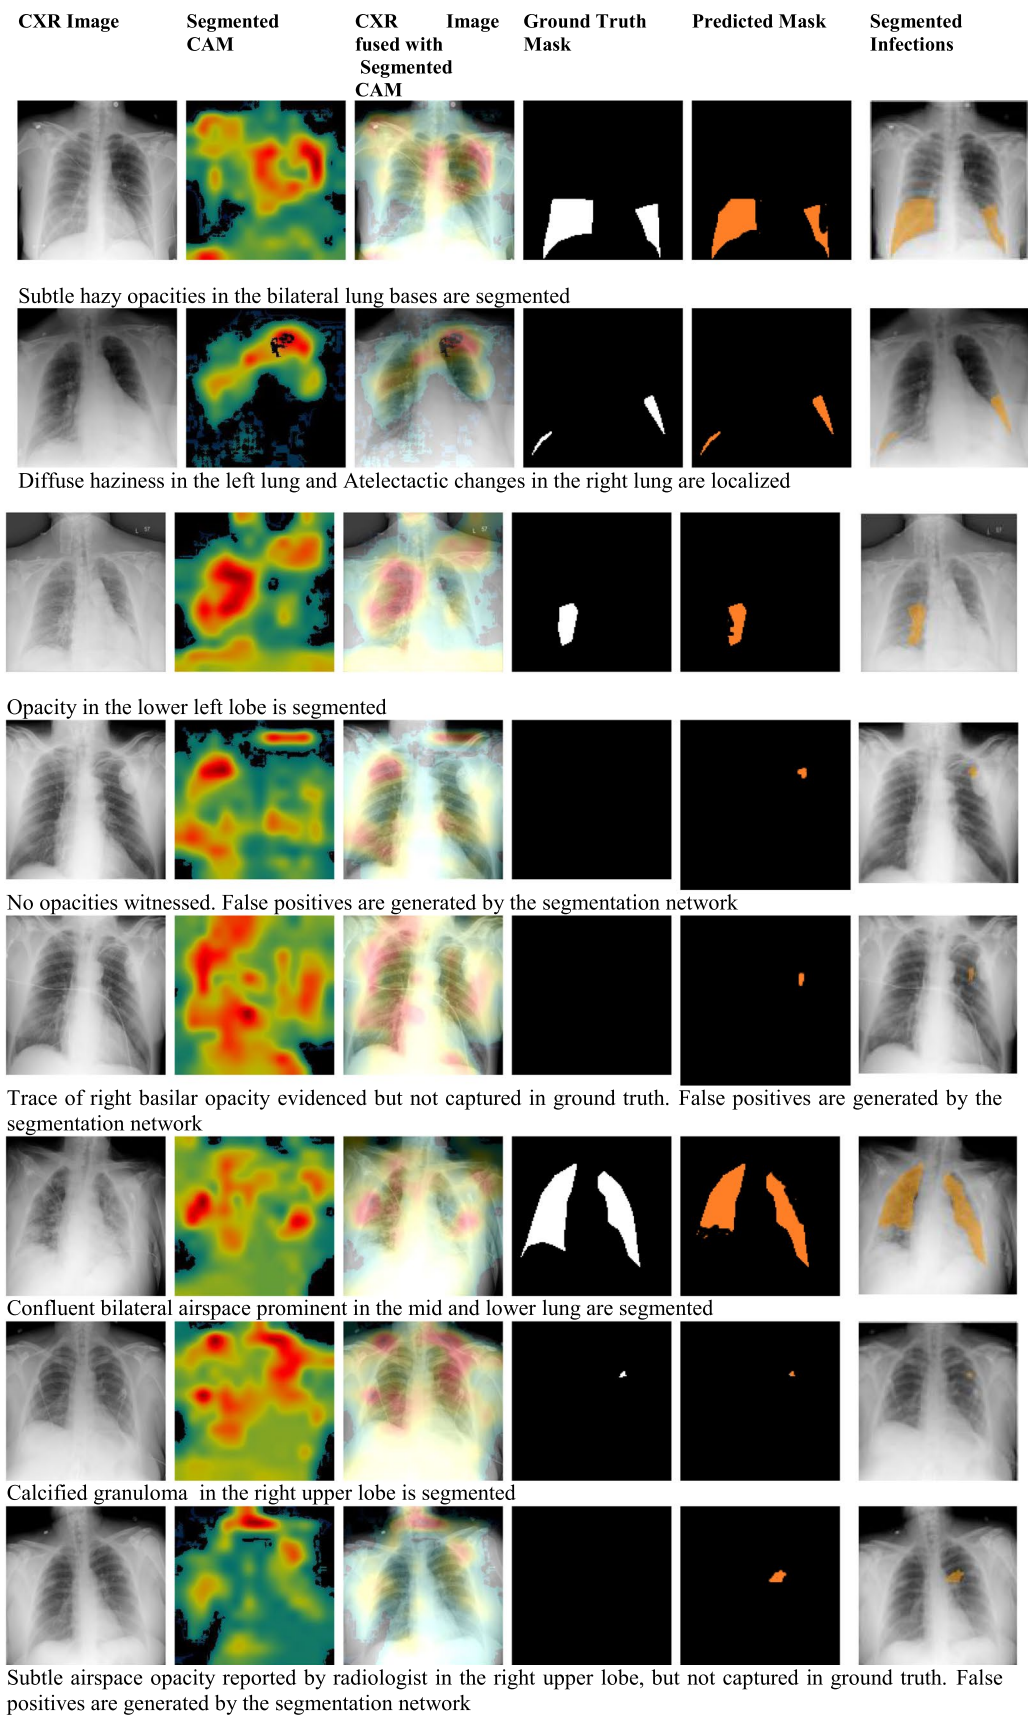 CXR Image Segmented CAM CXR Image fused with Segmented CAM Ground Truth Mask Predicted Mask Segmented Infections
Subtle hazy opacities in the bilateral lung bases are segmented
Diffuse haziness in the left lung and Atelectactic changes in the right lung are localized
L 57
L 57
L 57
Opacity in the lower left lobe is segmented
No opacities witnessed. False positives are generated by the segmentation network
Trace of right basilar opacity evidenced but not captured in ground truth. False positives are generated by the
segmentation network
Confluent bilateral airspace prominent in the mid and lower lung are segmented
Calcified granuloma in the right upper lobe is segmented
Subtle airspace opacity reported by radiologist in the right upper lobe, but not captured in ground truth. False
positives are generated by the segmentation network